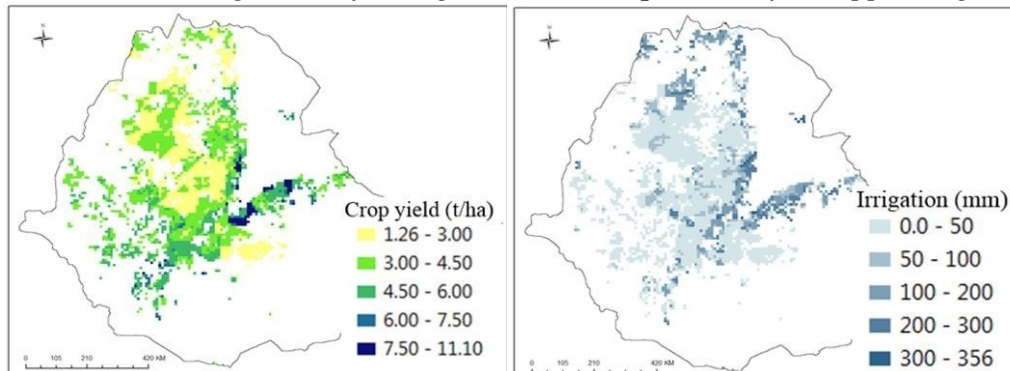 Crop yield (t/ha)
1.26 - 3.00
3.00 - 4.50
4.50 - 6.00
6.00 - 7.50
7.50 - 11.10
0 105 210 420 KM
Irrigation (mm)
0.0 - 50
50 - 100
100 - 200
200 - 300
300 - 356
0 105 210 420 KM